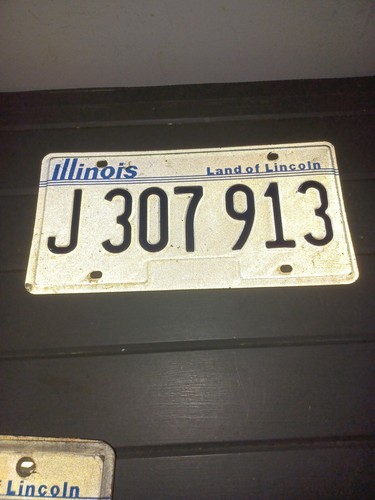 Illinois Land of Lincoln
J 307 913
Lincoln